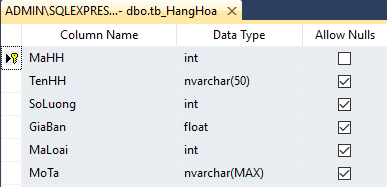 ADMIN\SQLEXPRES...- dbo.tb_HangHoa
Column Name Data Type Allow Nulls
MaHH int
TenHH nvarchar(50)
SoLuong int
GiaBan float
MaLoai int
MoTa nvarchar(MAX)